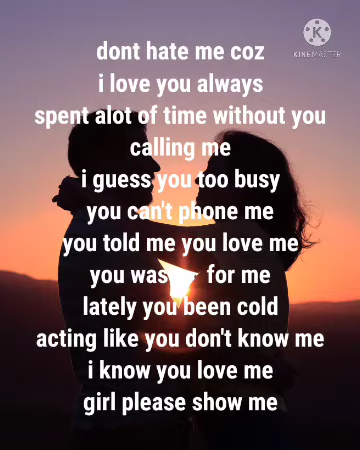 K
KINEMASTER
dont hate me coz
i love you always
spent alot of time without you
calling me
i guess you too busy
you can't phone me
you told me you love me
you was for me
lately you been cold
acting like you don't know me
i know you love me
girl please show me